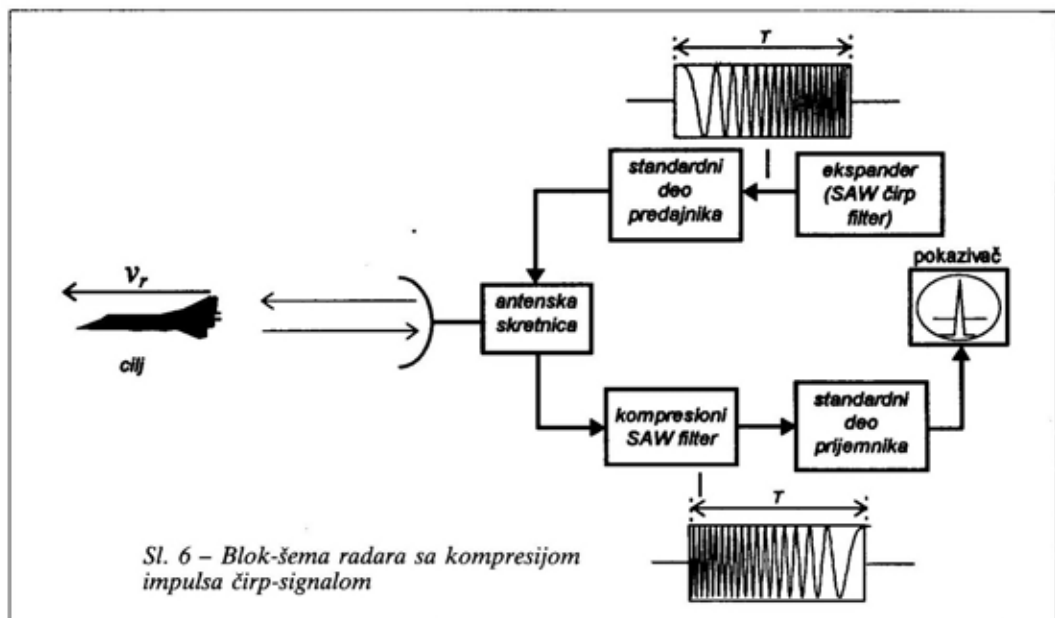 T
standardni
deo
predajnika
ekspander
(SAW čirp
filter)
pokazivač
v_r
antenska
skretnica
cilj
kompresioni
SAW filter
standardni
deo
prijemnika
T
Sl. 6 – Blok-šema radara sa kompresijom
impulsa čirp-signalom